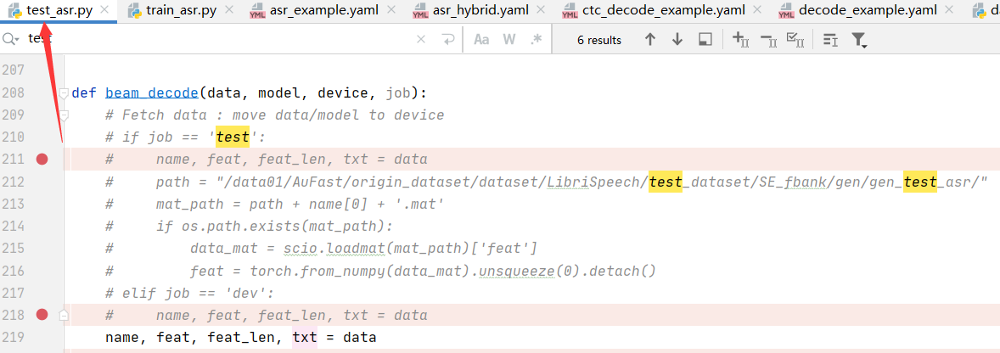 test_asr.py train_asr.py asr_example.yaml asr_hybrid.yaml ctc_decode_example.yaml decode_example.yaml da
test Aa W .* 6 results
207
208 def beam_decode(data, model, device, job):
209 # Fetch data : move data/model to device
210 # if job == 'test':
211 #     name, feat, feat_len, txt = data
212 #     path = "/data01/AuFast/origin_dataset/dataset/LibriSpeech/test_dataset/SE_fbank/gen/gen_test_asr/"
213 #     mat_path = path + name[0] + '.mat'
214 #     if os.path.exists(mat_path):
215 #         data_mat = scio.loadmat(mat_path)['feat']
216 #         feat = torch.from_numpy(data_mat).unsqueeze(0).detach()
217 # elif job == 'dev':
218 #     name, feat, feat_len, txt = data
219 name, feat, feat_len, txt = data